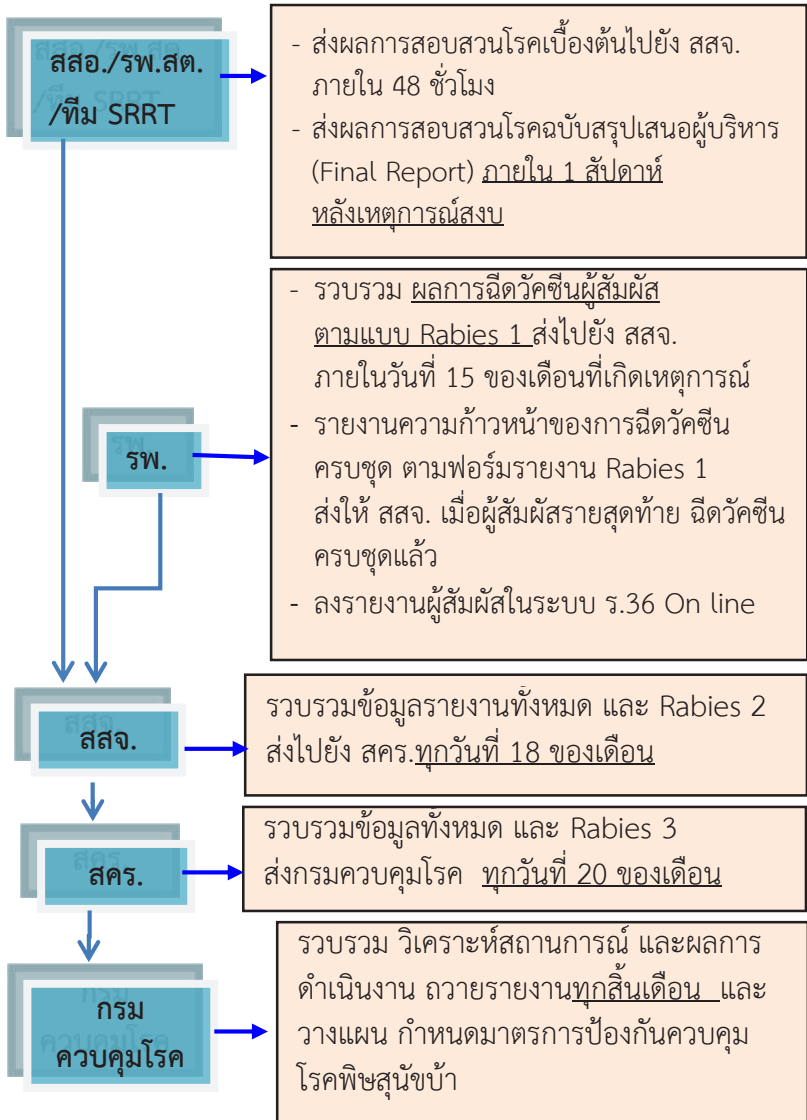 สสอ./รพ.สต.
/ทีม SRRT
- ส่งผลการสอบสวนโรคเบื้องต้นไปยัง สสจ.
ภายใน 48 ชั่วโมง
- ส่งผลการสอบสวนโรคฉบับสรุปเสนอผู้บริหาร
(Final Report) ภายใน 1 สัปดาห์
หลังเหตุการณ์สงบ
รพ.
- รวบรวม ผลการฉีดวัคซีนผู้สัมผัส
ตามแบบ Rabies 1 ส่งไปยัง สสจ.
ภายในวันที่ 15 ของเดือนที่เกิดเหตุการณ์
- รายงานความก้าวหน้าของการฉีดวัคซีน
ครบชุด ตามฟอร์มรายงาน Rabies 1
ส่งให้ สสจ. เมื่อผู้สัมผัสรายสุดท้าย ฉีดวัคซีน
ครบชุดแล้ว
- ลงรายงานผู้สัมผัสในระบบ ร.36 On line
สสจ.
รวบรวมข้อมูลรายงานทั้งหมด และ Rabies 2
ส่งไปยัง สคร.ทุกวันที่ 18 ของเดือน
สคร.
รวบรวมข้อมูลทั้งหมด และ Rabies 3
ส่งกรมควบคุมโรค ทุกวันที่ 20 ของเดือน
กรม
ควบคุมโรค
รวบรวม วิเคราะห์สถานการณ์ และผลการ
ดำเนินงาน ถวายรายงานทุกสิ้นเดือน และ
วางแผน กำหนดมาตรการป้องกันควบคุม
โรคพิษสุนัขบ้า